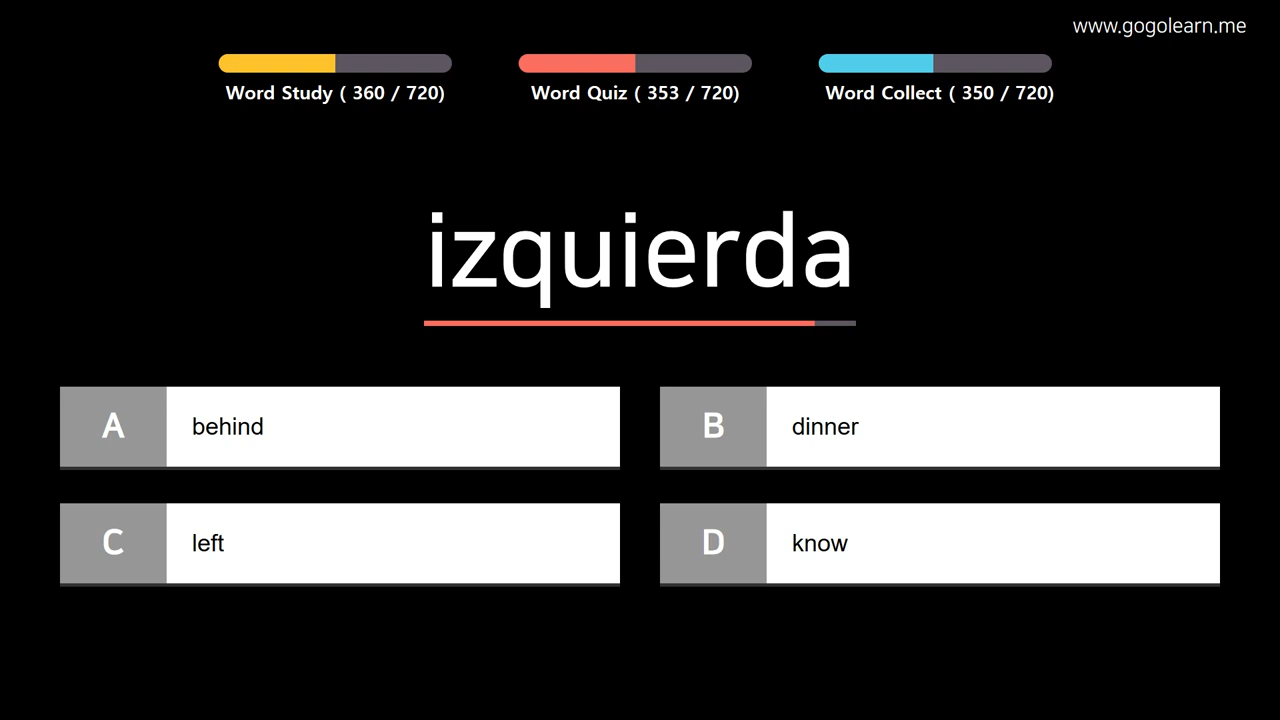 www.gogolearn.me
Word Study ( 360 / 720)
Word Quiz ( 353 / 720)
Word Collect ( 350 / 720)
izquierda
A behind
B dinner
C left
D know